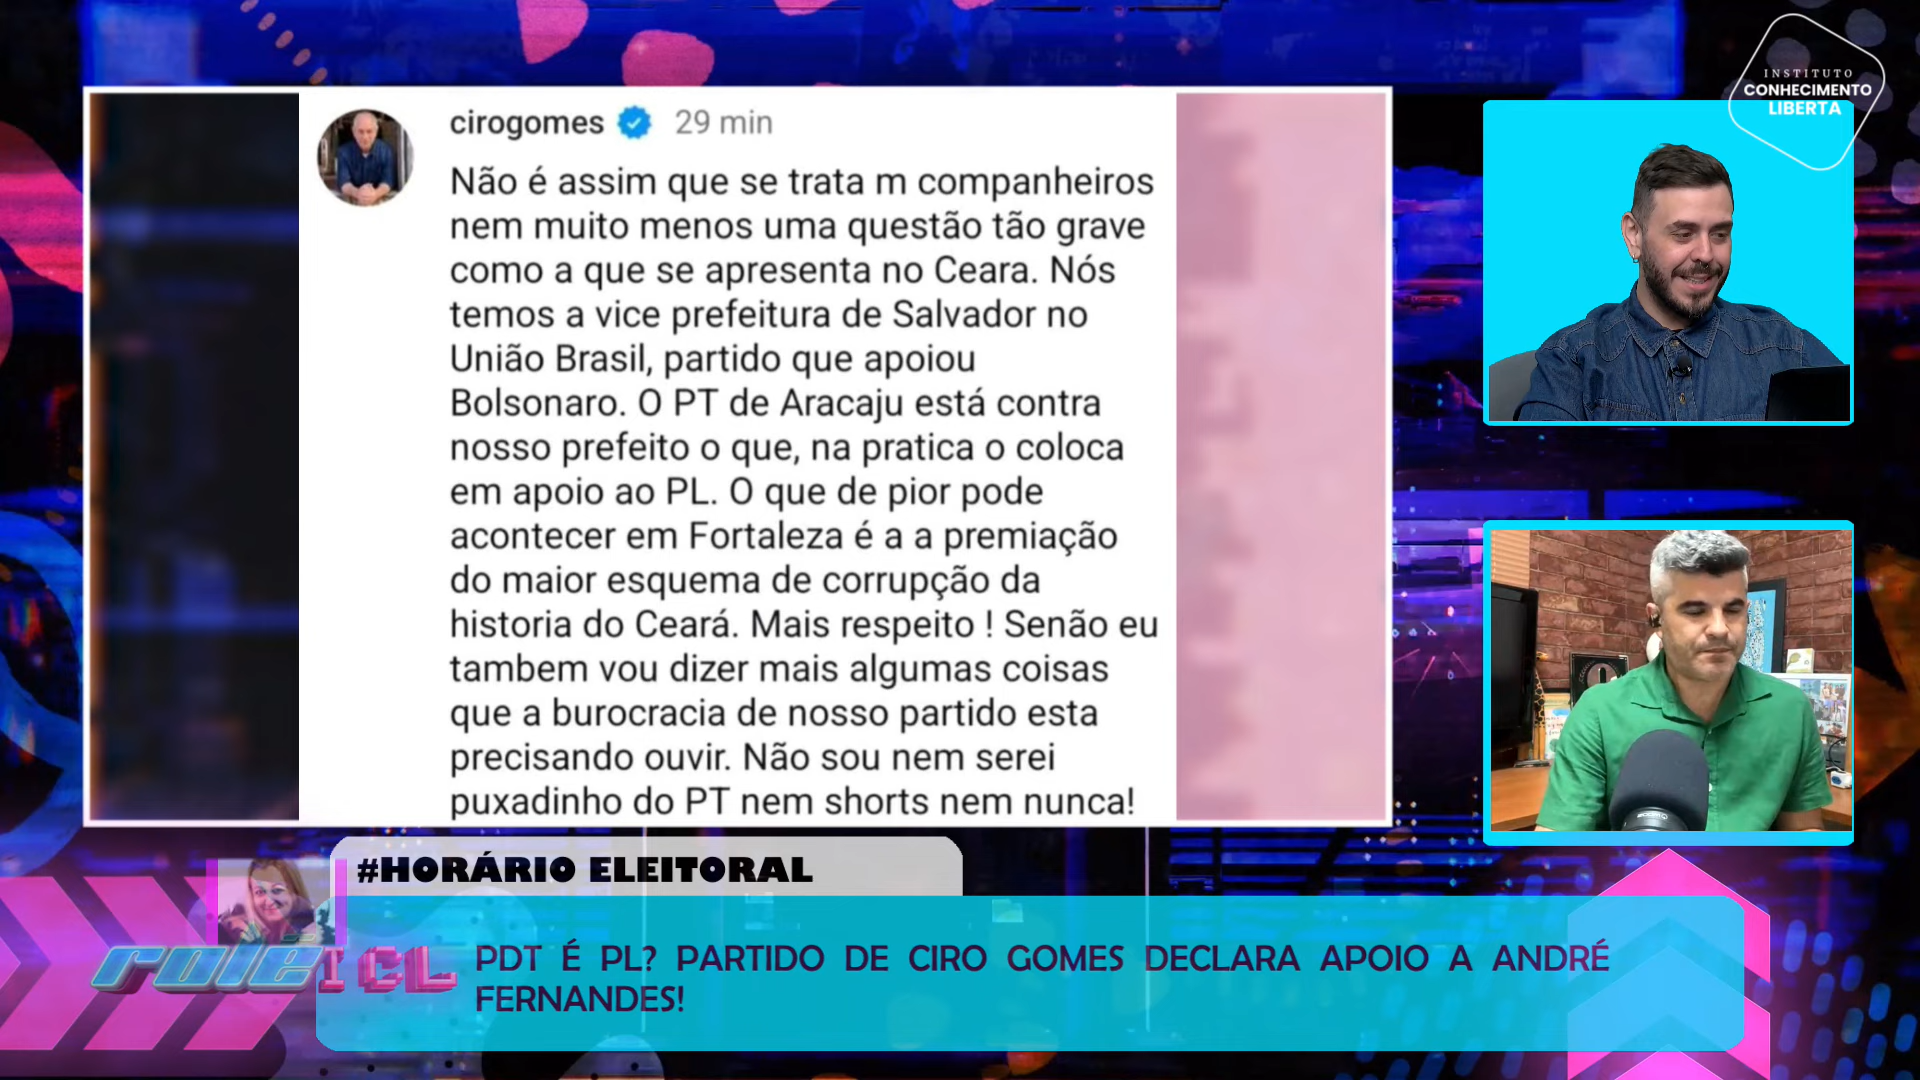 INSTITUTO
CONHECIMENTO
LIBERTA
cirogomes 29 min
Não é assim que se trata m companheiros
nem muito menos uma questão tão grave
como a que se apresenta no Ceara. Nós
temos a vice prefeitura de Salvador no
União Brasil, partido que apoiou
Bolsonaro. O PT de Aracaju está contra
nosso prefeito o que, na pratica o coloca
em apoio ao PL. O que de pior pode
acontecer em Fortaleza é a a premiação
do maior esquema de corrupção da
historia do Ceará. Mais respeito ! Senão eu
tambem vou dizer mais algumas coisas
que a burocracia de nosso partido esta
precisando ouvir. Não sou nem serei
puxadinho do PT nem shorts nem nunca!
#HORÁRIO ELEITORAL
rolé ICL
PDT É PL? PARTIDO DE CIRO GOMES DECLARA APOIO A ANDRÉ
FERNANDES!